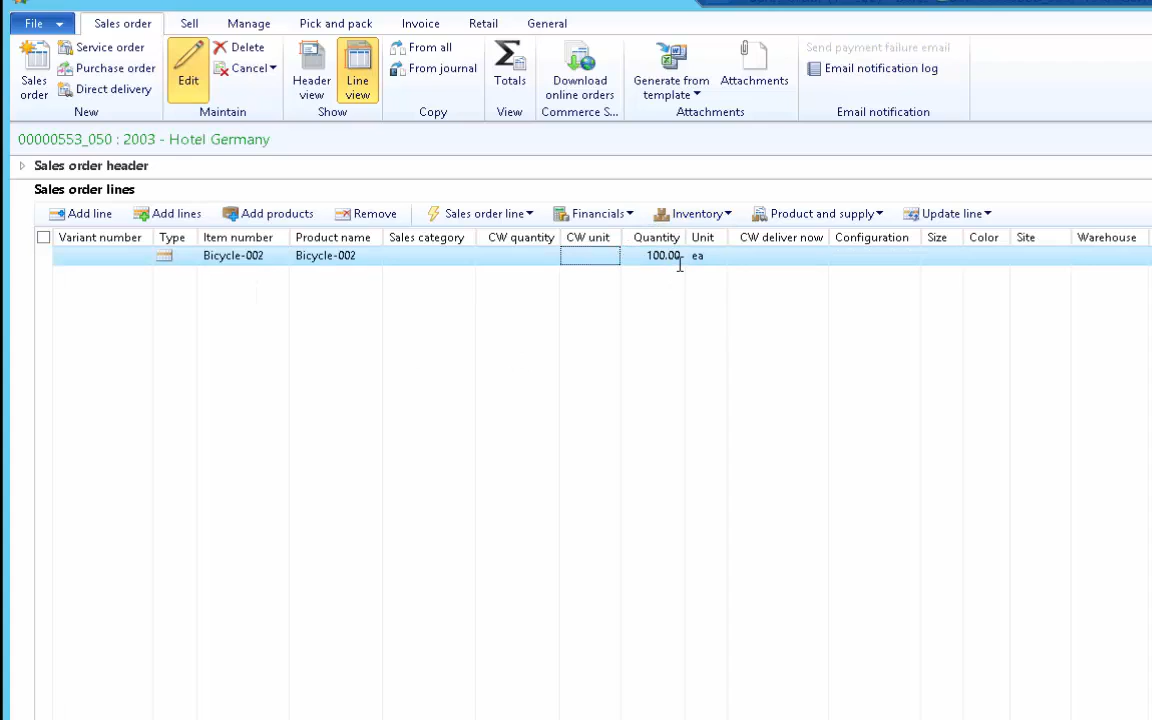 File Sales order Sell Manage Pick and pack Invoice Retail General
Sales order
Service order
Purchase order
Direct delivery
New
Edit
Delete
Cancel
Maintain
Header view
Line view
Show
From all
From journal
Copy
Totals
View
Download online orders
Commerce S...
Generate from template
Attachments
Attachments
Send payment failure email
Email notification log
Email notification
00000553_050 : 2003 - Hotel Germany
Sales order header
Sales order lines
Add line Add lines Add products Remove Sales order line Financials Inventory Product and supply Update line
Variant number Type Item number Product name Sales category CW quantity CW unit Quantity Unit CW deliver now Configuration Size Color Site Warehouse
Bicycle-002 Bicycle-002 100.00 ea